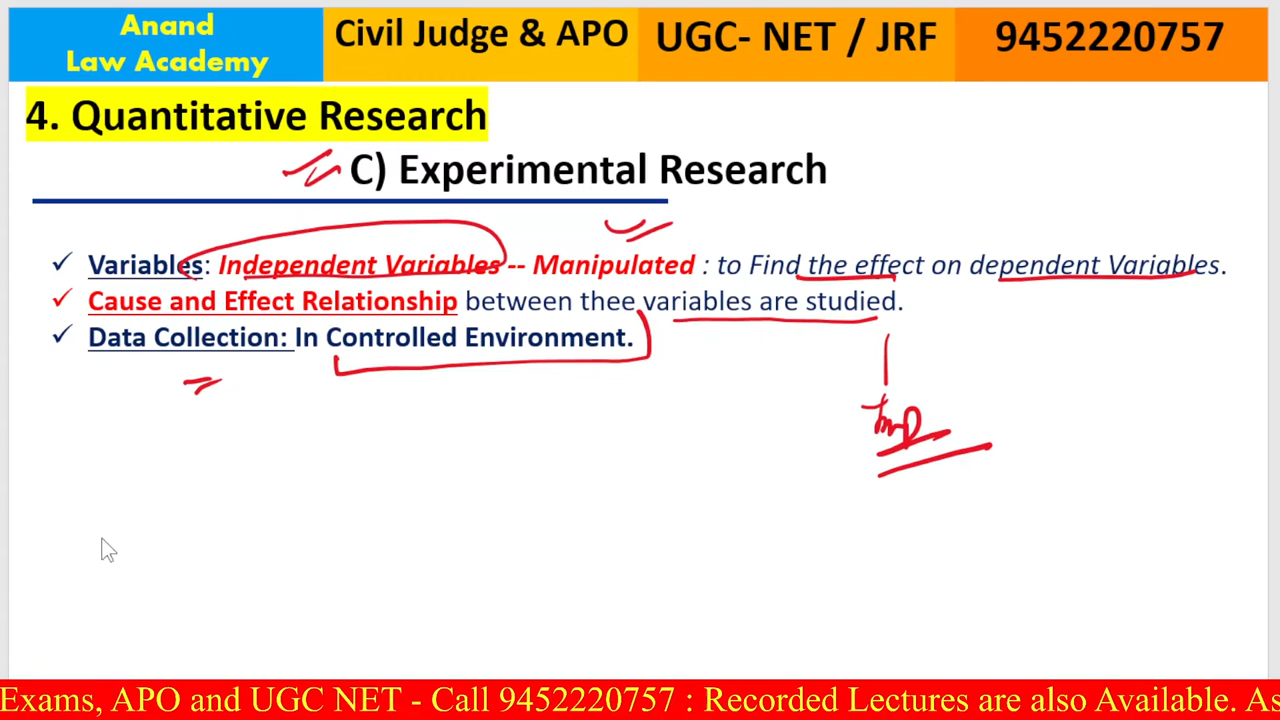 Anand
Law Academy
Civil Judge & APO
UGC- NET / JRF
9452220757
4. Quantitative Research
C) Experimental Research
✓ Variables: Independent Variables -- Manipulated : to Find the effect on dependent Variables.
✓ Cause and Effect Relationship between thee variables are studied.
✓ Data Collection: In Controlled Environment.
Imp
Exams, APO and UGC NET - Call 9452220757 : Recorded Lectures are also Available. As